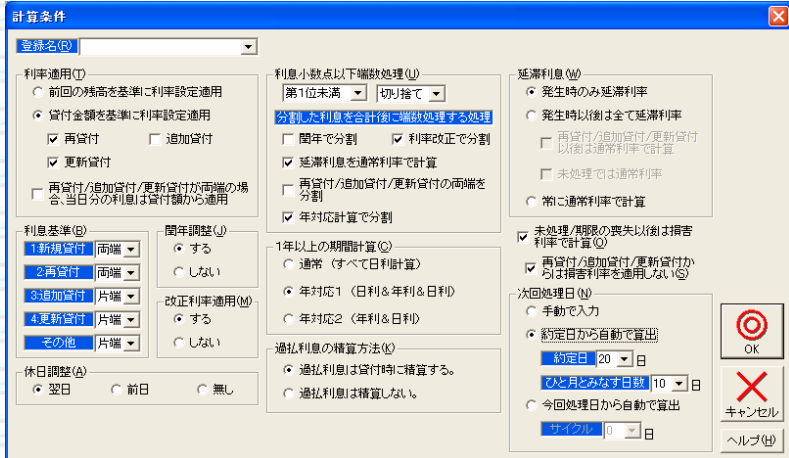 計算条件
登録名(R)
利率適用(T)
前回の残高を基準に利率設定適用
貸付金額を基準に利率設定適用
再貸付
追加貸付
更新貸付
再貸付/追加貸付/更新貸付が両端の場
合、当日分の利息は貸付額から適用
利息基準(B)
1:新規貸付 両端
2:再貸付 両端
3:追加貸付 片端
4:更新貸付 片端
その他 片端
閏年調整(J)
する
しない
改正利率適用(M)
する
しない
休日調整(A)
翌日
前日
無し
利息小数点以下端数処理(U)
第1位未満 切り捨て
分割した利息を合計後に端数処理する処理
閏年で分割
利率改正で分割
延滞利息を通常利率で計算
再貸付/追加貸付/更新貸付の両端を
分割
年対応計算で分割
1年以上の期間計算(C)
通常 (すべて日利計算)
年対応1 (日利&年利&日利)
年対応2 (年利&日利)
過払利息の精算方法(K)
過払利息は貸付時に精算する。
過払利息は精算しない。
延滞利息(W)
発生時のみ延滞利率
発生時以後は全て延滞利率
再貸付/追加貸付/更新貸付
以後は通常利率で計算
未処理では通常利率
常に通常利率で計算
未処理/期限の喪失以後は損害
利率で計算(O)
再貸付/追加貸付/更新貸付か
らは損害利率を適用しない(S)
次回処理日(N)
手動で入力
約定日から自動で算出
約定日 20 日
ひと月とみなす日数 10 日
今回処理日から自動で算出
サイクル 0 日
OK
キャンセル
ヘルプ(H)